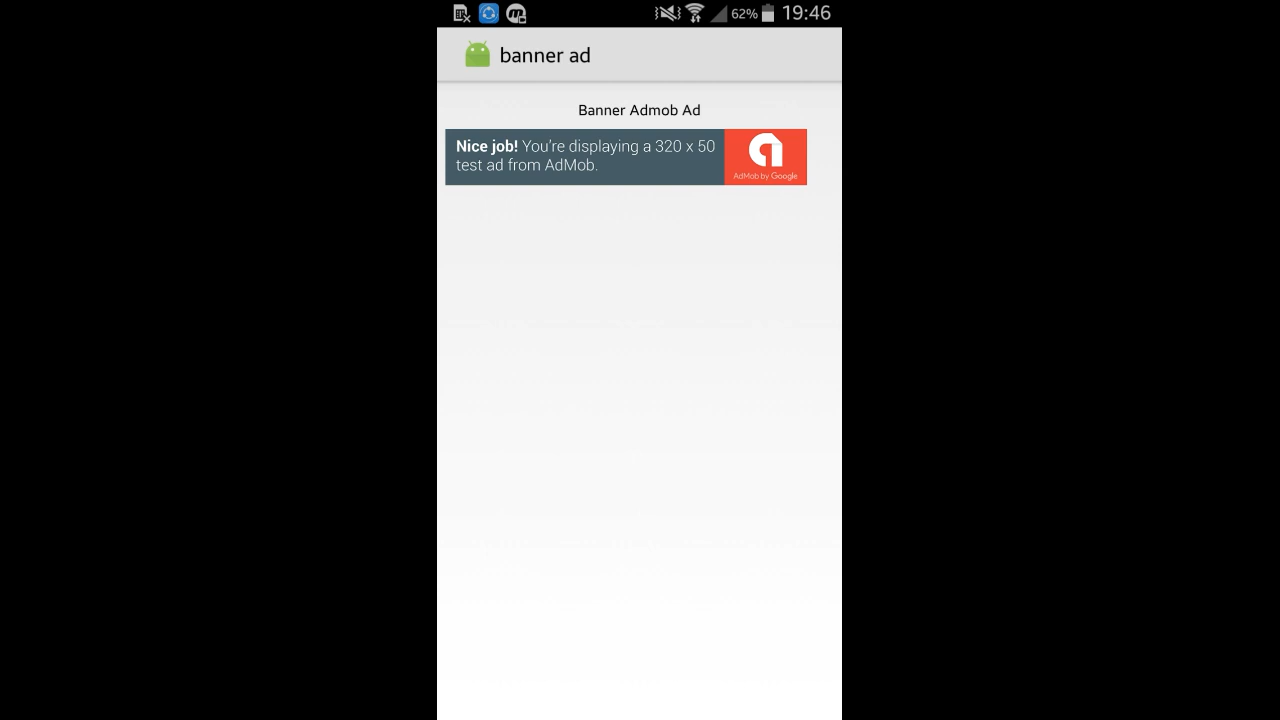 62% 19:46
banner ad
Banner Admob Ad
Nice job! You're displaying a 320 x 50
test ad from AdMob.
AdMob by Google